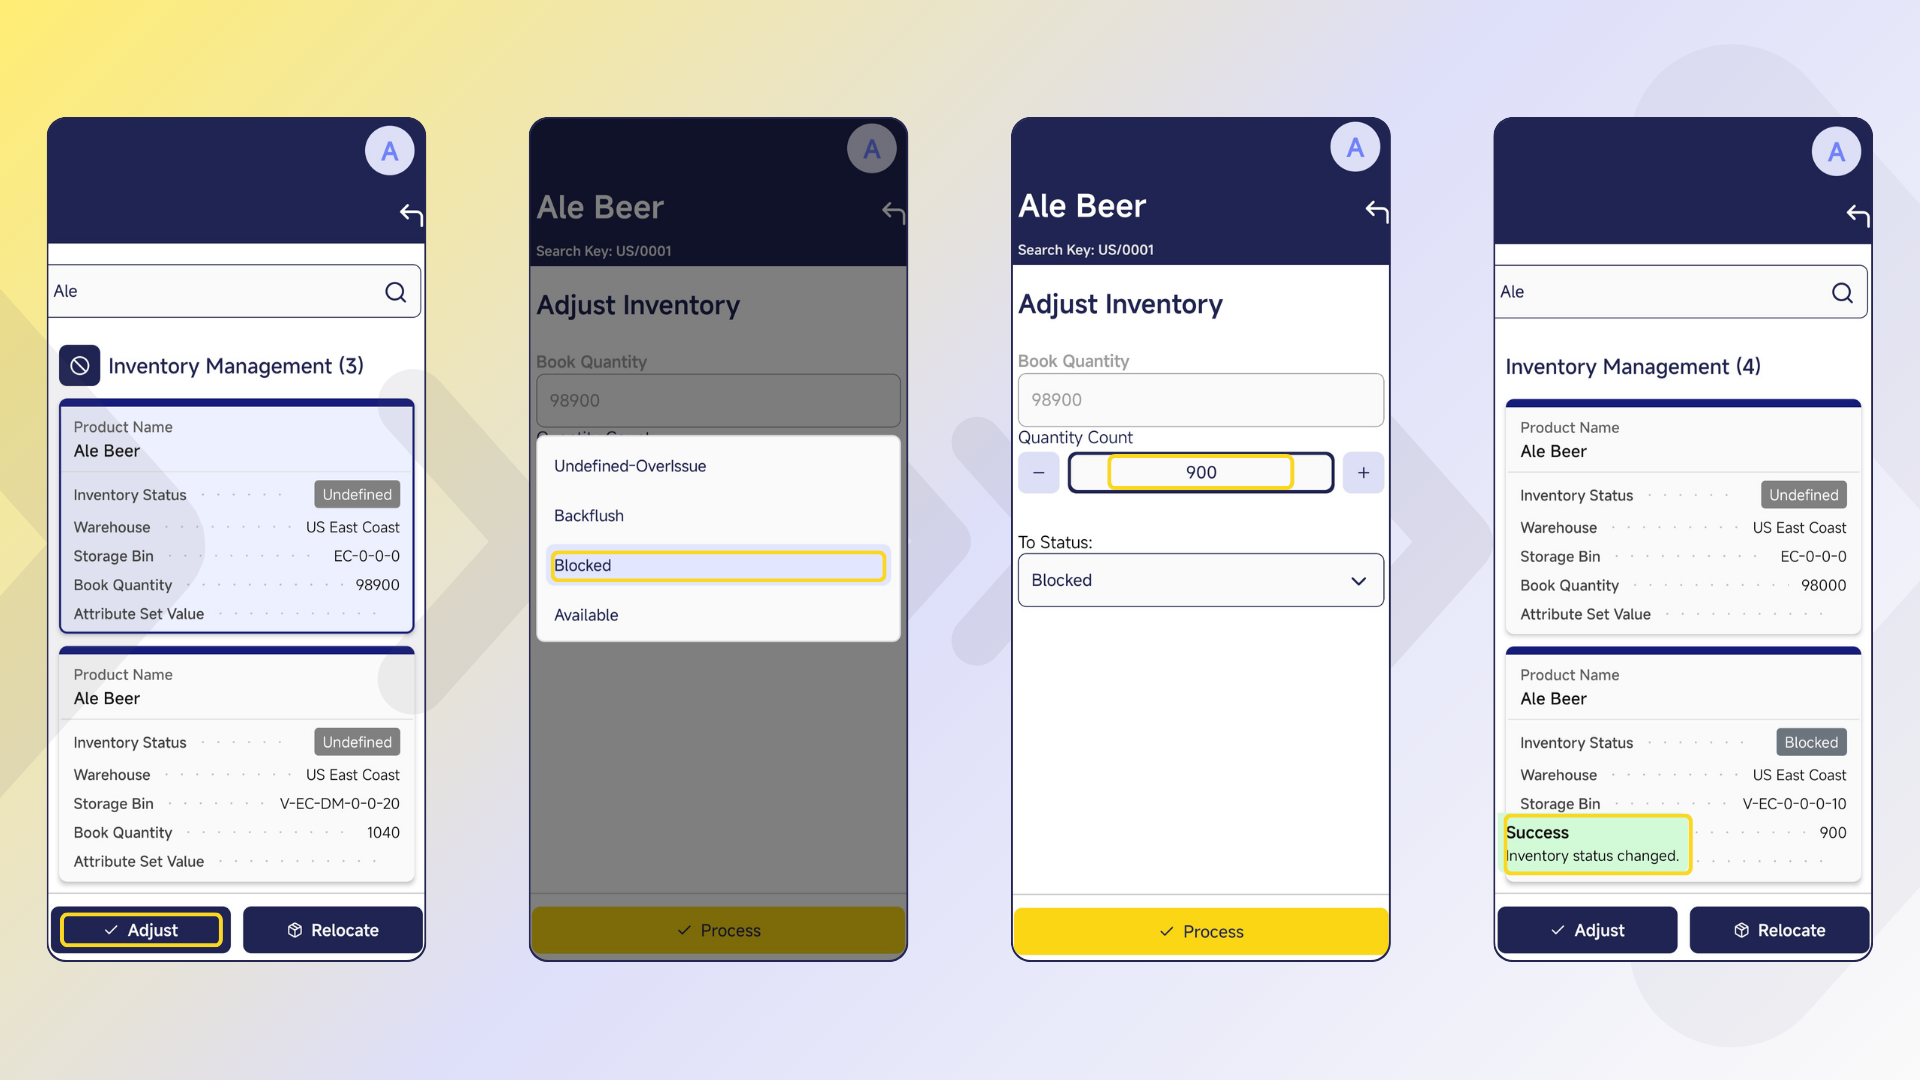 A
Ale
Inventory Management (3)
Product Name
Ale Beer
Inventory Status Undefined
Warehouse US East Coast
Storage Bin EC-0-0-0
Book Quantity 98900
Attribute Set Value
Product Name
Ale Beer
Inventory Status Undefined
Warehouse US East Coast
Storage Bin V-EC-DM-0-0-20
Book Quantity 1040
Attribute Set Value
Adjust Relocate
A
Ale Beer
Search Key: US/0001
Adjust Inventory
Book Quantity
98900
Quantity Count
Undefined-OverIssue
Backflush
Blocked
Available
Process
A
Ale Beer
Search Key: US/0001
Adjust Inventory
Book Quantity
98900
Quantity Count
− 900 +
To Status:
Blocked
Process
A
Ale
Inventory Management (4)
Product Name
Ale Beer
Inventory Status Undefined
Warehouse US East Coast
Storage Bin EC-0-0-0
Book Quantity 98000
Attribute Set Value
Product Name
Ale Beer
Inventory Status Blocked
Warehouse US East Coast
Storage Bin V-EC-0-0-0-10
Success 900
Inventory status changed.
Adjust Relocate